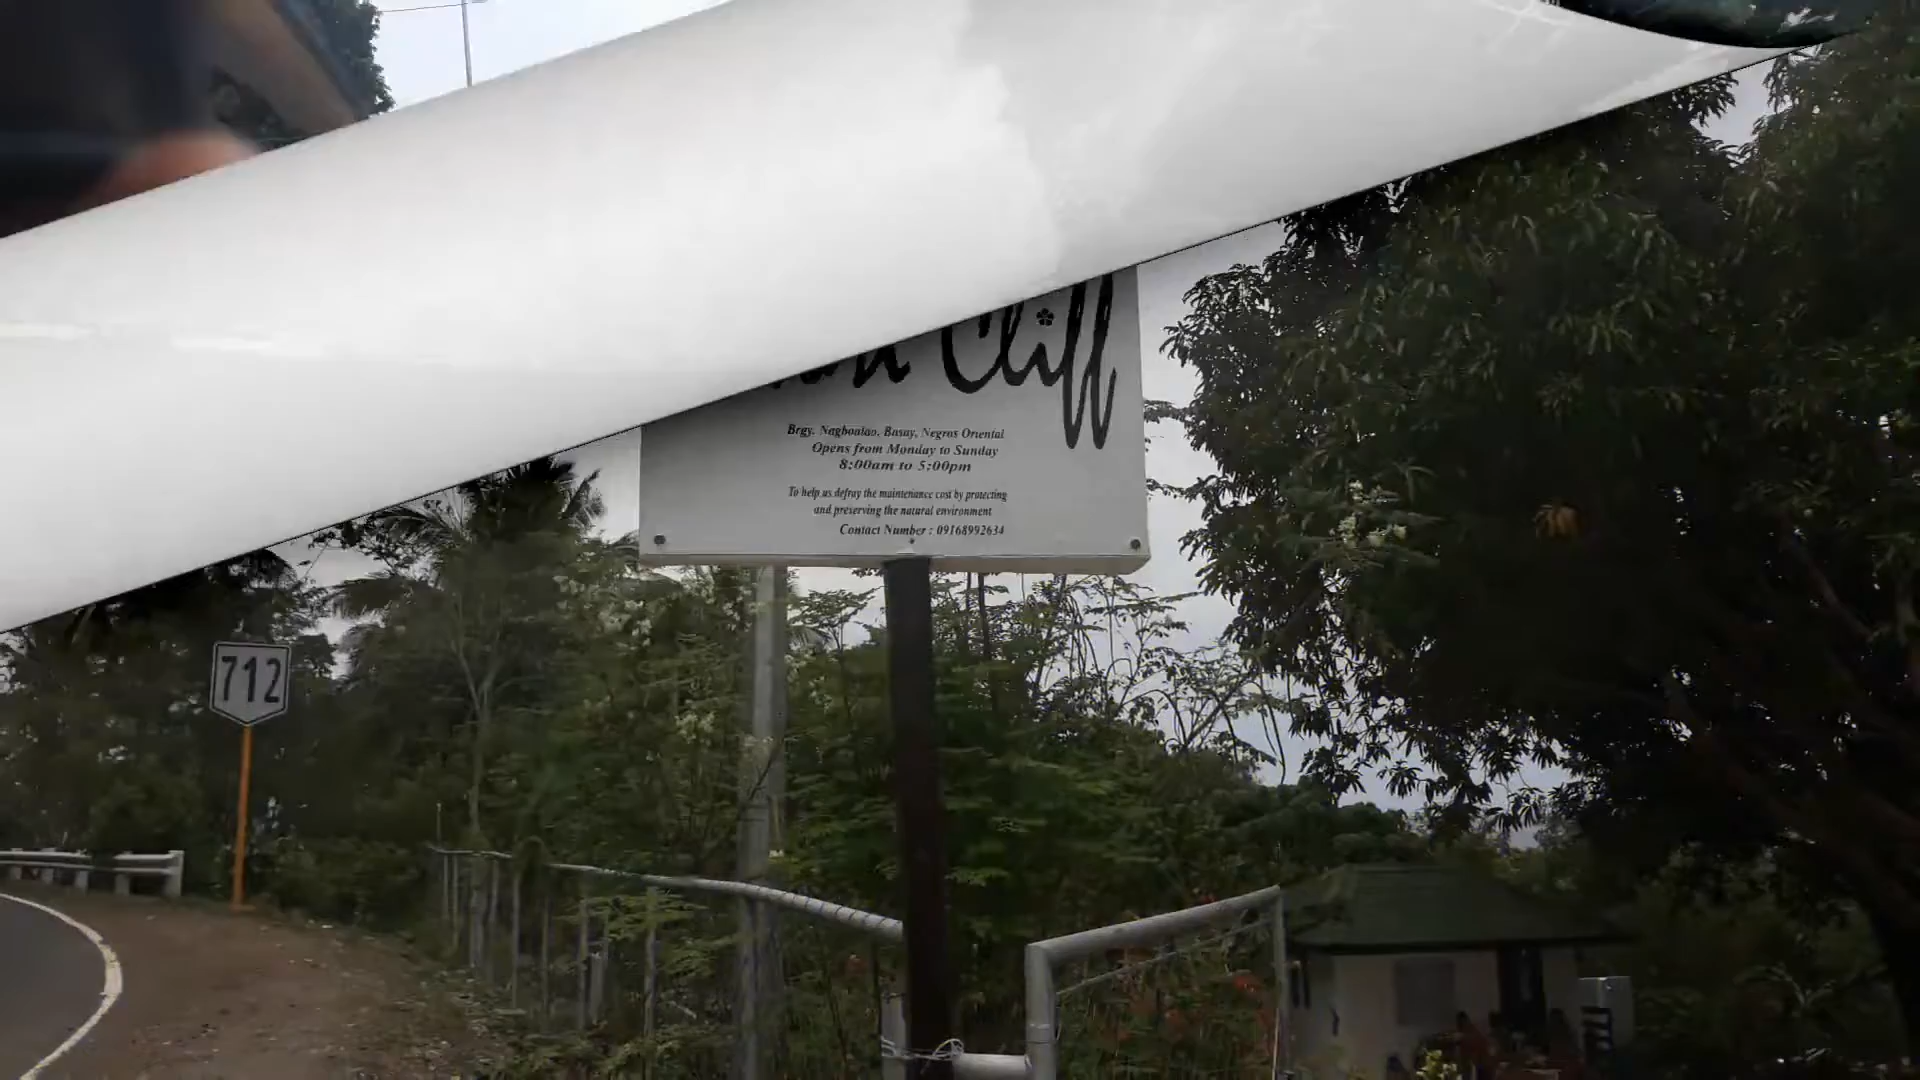 Cliff
Brgy. Nagboalao, Basay, Negros Oriental
Opens from Monday to Sunday
8:00am to 5:00pm
To help us defray the maintenance cost by protecting
and preserving the natural environment
Contact Number : 09168992634
712